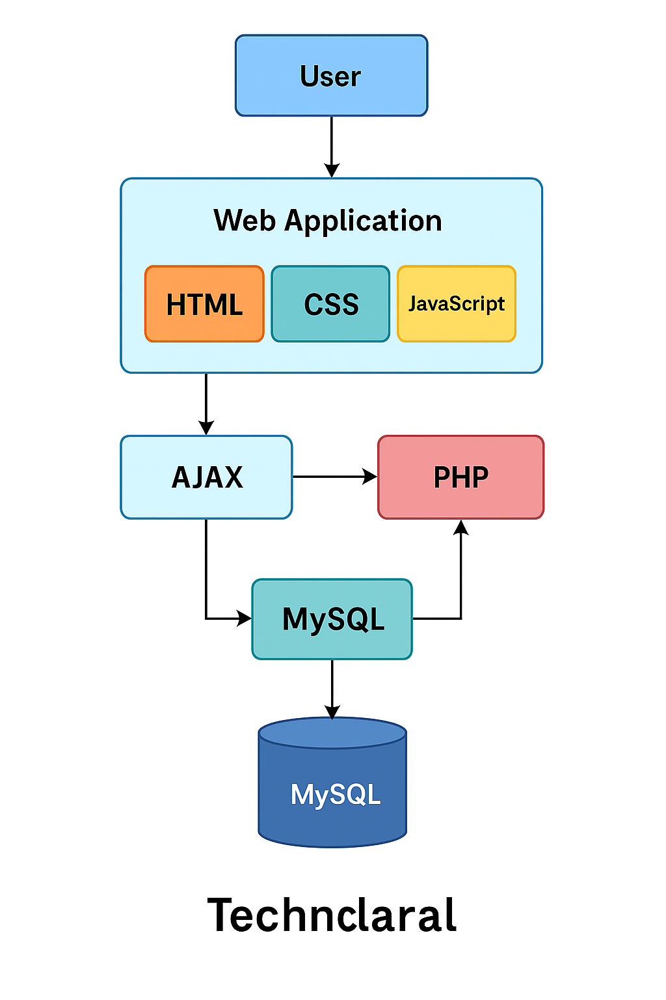 User
Web Application
HTML CSS JavaScript
AJAX PHP
MySQL
MySQL
Technclaral